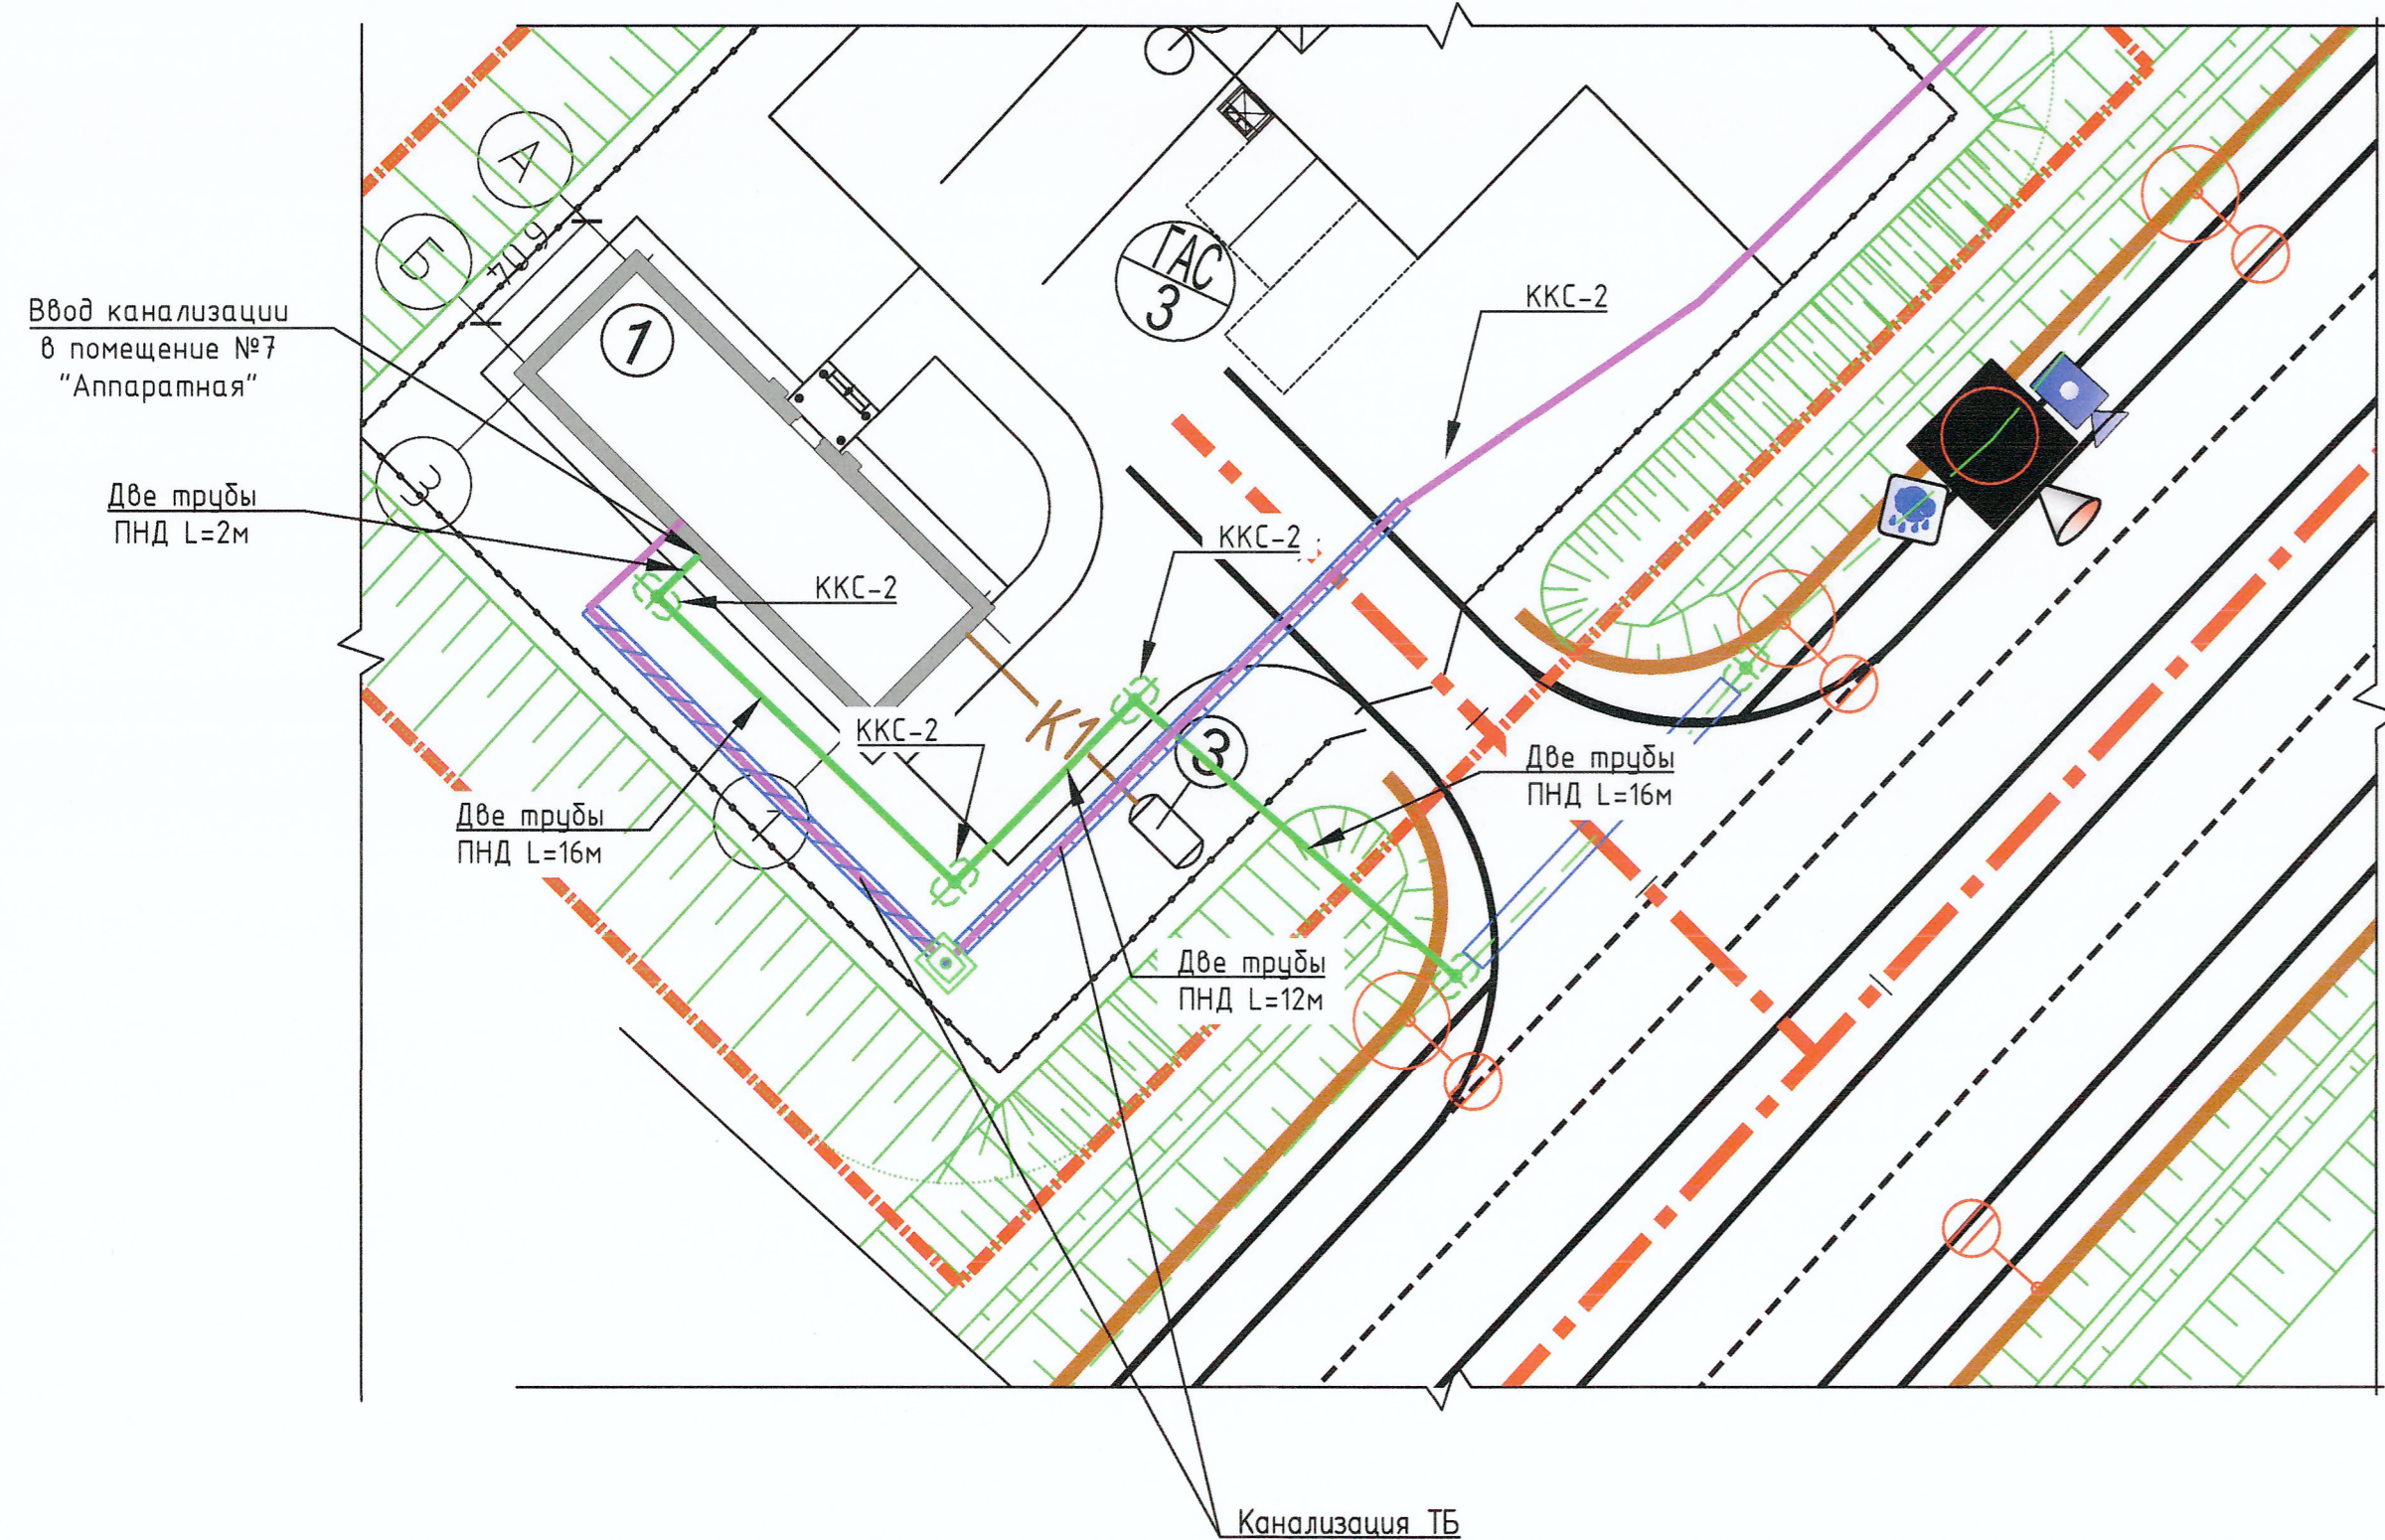 А
Б
6074
ГАС
3
ККС-2
Ввод канализации
в помещение №7
"Аппаратная"
1
3
Две трубы
ПНД L=2м
ККС-2
ККС-2
К1
ККС-2
3
Две трубы
ПНД L=16м
Две трубы
ПНД L=16м
1
Две трубы
ПНД L=12м
Канализация ТБ